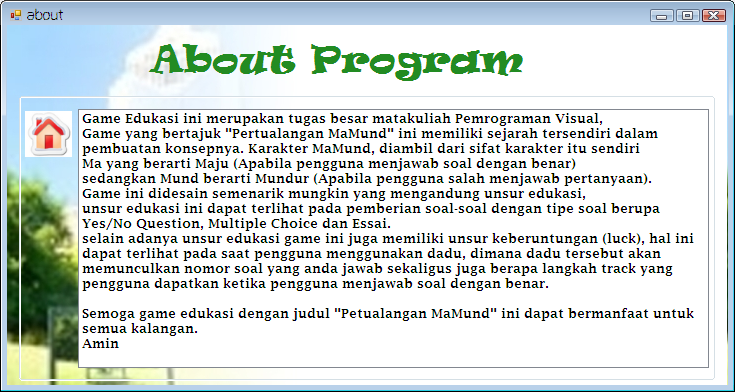 about
About Program
Game Edukasi ini merupakan tugas besar matakuliah Pemrograman Visual,
Game yang bertajuk "Pertualangan MaMund" ini memiliki sejarah tersendiri dalam
pembuatan konsepnya. Karakter MaMund, diambil dari sifat karakter itu sendiri
Ma yang berarti Maju (Apabila pengguna menjawab soal dengan benar)
sedangkan Mund berarti Mundur (Apabila pengguna salah menjawab pertanyaan).
Game ini didesain semenarik mungkin yang mengandung unsur edukasi,
unsur edukasi ini dapat terlihat pada pemberian soal-soal dengan tipe soal berupa
Yes/No Question, Multiple Choice dan Essai.
selain adanya unsur edukasi game ini juga memiliki unsur keberuntungan (luck), hal ini
dapat terlihat pada saat pengguna menggunakan dadu, dimana dadu tersebut akan
memunculkan nomor soal yang anda jawab sekaligus juga berapa langkah track yang
pengguna dapatkan ketika pengguna menjawab soal dengan benar.
Semoga game edukasi dengan judul "Petualangan MaMund" ini dapat bermanfaat untuk
semua kalangan.
Amin